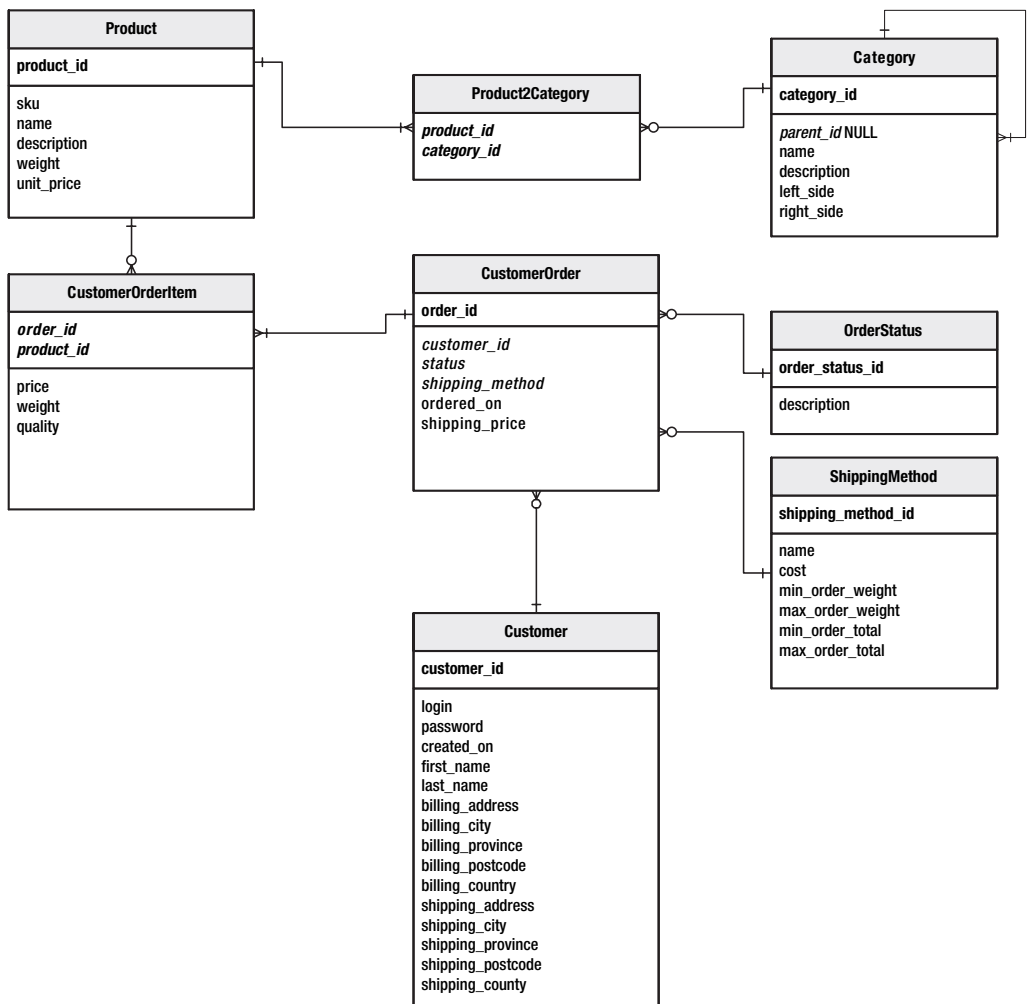 Product
product_id
sku
name
description
weight
unit_price
Product2Category
product_id
category_id
Category
category_id
parent_id NULL
name
description
left_side
right_side
CustomerOrderItem
order_id
product_id
price
weight
quality
CustomerOrder
order_id
customer_id
status
shipping_method
ordered_on
shipping_price
OrderStatus
order_status_id
description
ShippingMethod
shipping_method_id
name
cost
min_order_weight
max_order_weight
min_order_total
max_order_total
Customer
customer_id
login
password
created_on
first_name
last_name
billing_address
billing_city
billing_province
billing_postcode
billing_country
shipping_address
shipping_city
shipping_province
shipping_postcode
shipping_county